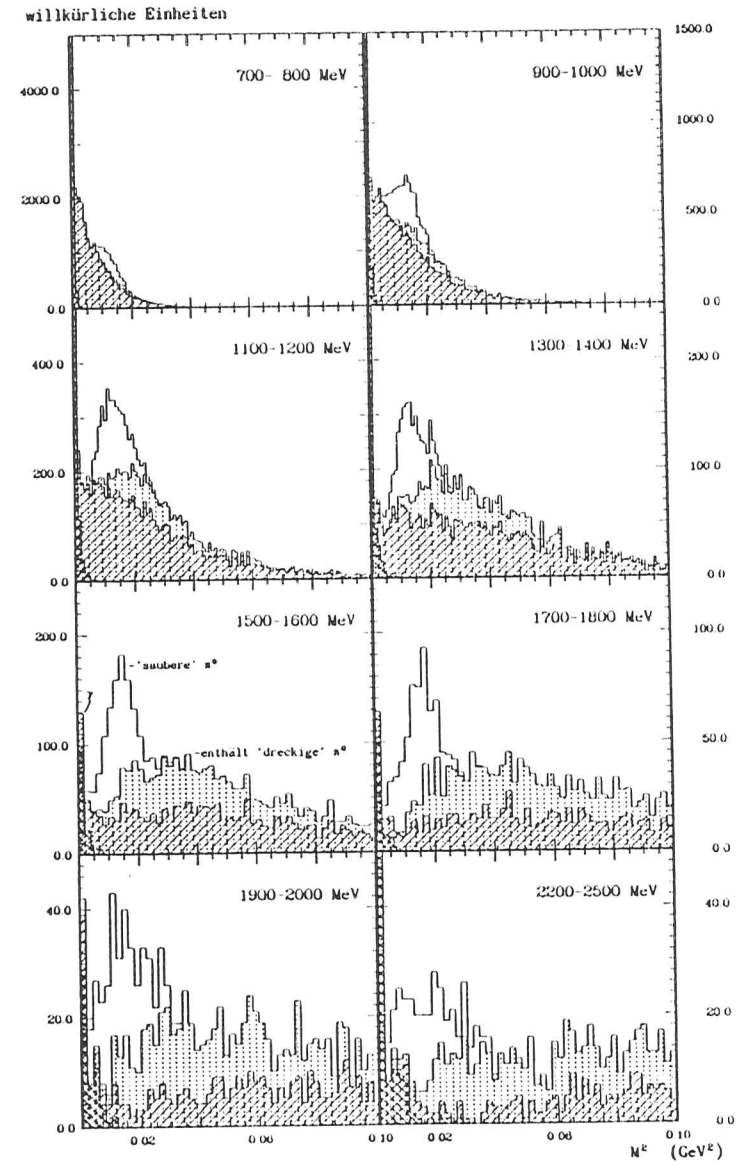 willkürliche Einheiten
700- 800 MeV
900-1000 MeV
1500.0
4000.0
1000.0
2000.0
500.0
0.0
0.0
1100-1200 MeV
1300-1400 MeV
400.0
200.0
200.0
100.0
0.0
0.0
1500-1600 MeV
1700-1800 MeV
200.0
100.0
-'saubere' π°
100.0
50.0
-enthält 'dreckige' π°
0.0
0.0
1900-2000 MeV
2200-2500 MeV
40.0
40.0
20.0
20.0
0.0
0.0
0.02
0.06
0.10
0.02
0.06
0.10
M² (GeV²)